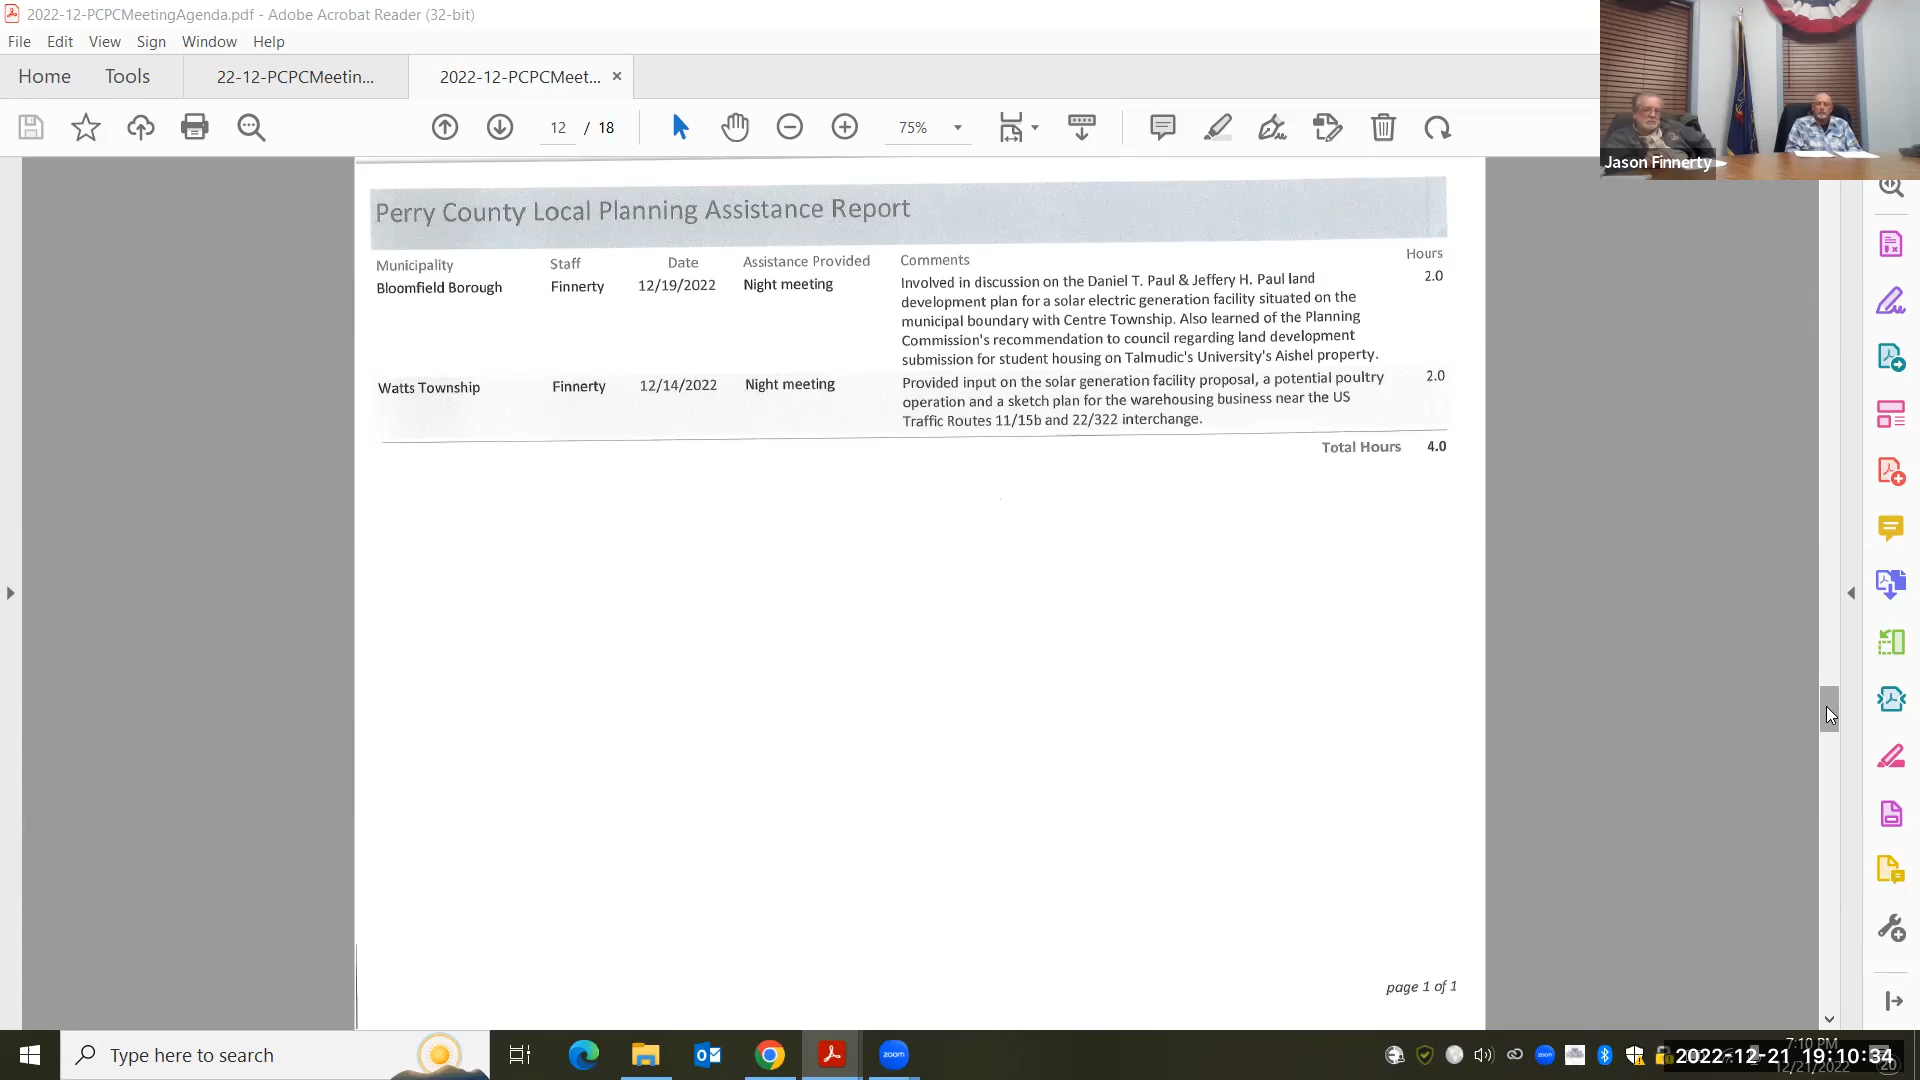 2022-12-PCPCMeetingAgenda.pdf - Adobe Acrobat Reader (32-bit)
File Edit View Sign Window Help
Home Tools 22-12-PCPCMeetin... 2022-12-PCPCMeet... ×
12 / 18 75%
Jason Finnerty
Perry County Local Planning Assistance Report
Municipality Staff Date Assistance Provided Comments Hours
Bloomfield Borough Finnerty 12/19/2022 Night meeting Involved in discussion on the Daniel T. Paul & Jeffery H. Paul land 2.0
development plan for a solar electric generation facility situated on the
municipal boundary with Centre Township. Also learned of the Planning
Commission's recommendation to council regarding land development
submission for student housing on Talmudic's University's Aishel property.
Watts Township Finnerty 12/14/2022 Night meeting Provided input on the solar generation facility proposal, a potential poultry 2.0
operation and a sketch plan for the warehousing business near the US
Traffic Routes 11/15b and 22/322 interchange.
Total Hours 4.0
page 1 of 1
Type here to search
zoom
7:10 PM
2022-12-21 19:10:34
12/21/2022
20